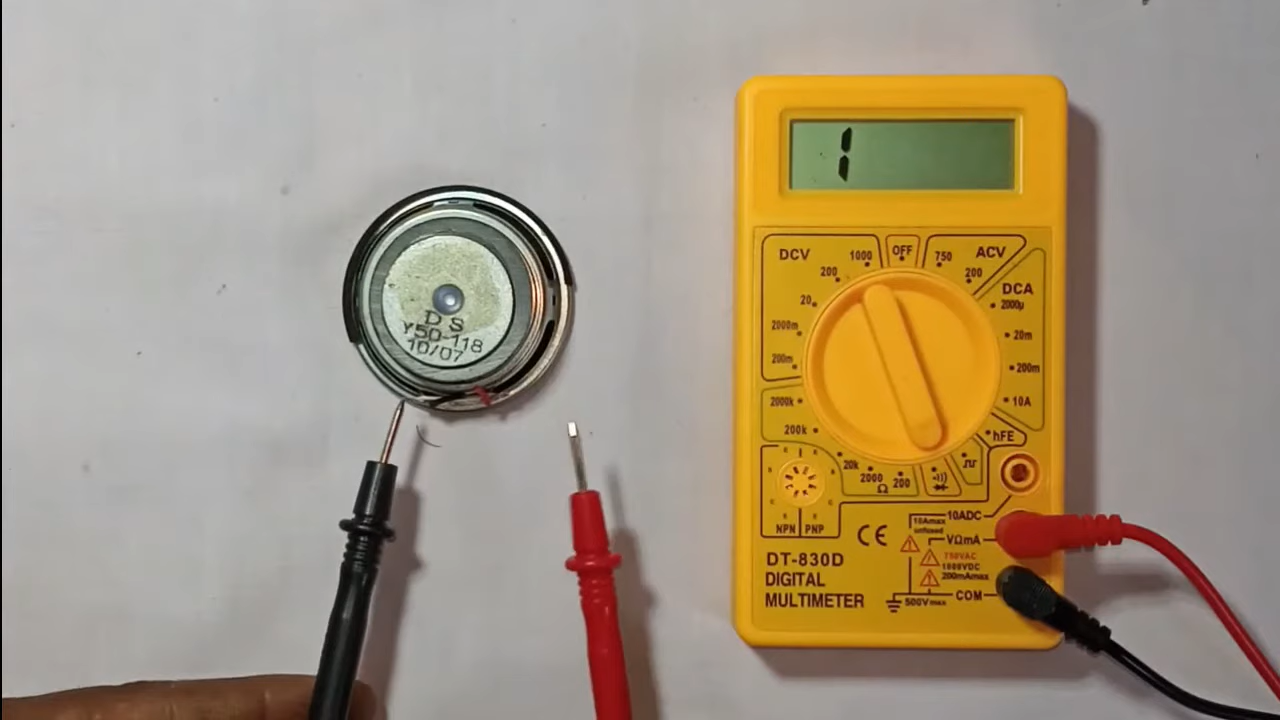 D S
Y50-118
10/07
1
DCV
1000
OFF
750
ACV
200
200
DCA
20
2000µ
2000m
20m
200m
200m
2000k
10A
200k
hFE
20k
2000
200
Ω
10ADC
10Amax
unfused
NPN
PNP
CE
VΩmA
750VAC
1000VDC
200mAmax
DT-830D
DIGITAL
MULTIMETER
500Vmax
COM